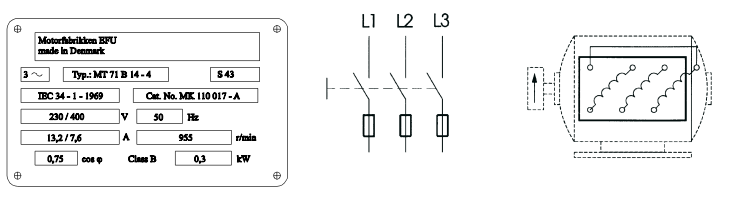 Motorfabrikken EFU
made in Denmark
3 ~ Typ.: MT 71 B 14 - 4 S 43
IEC 34 - 1 - 1969 Cat. No. MK 110 017 - A
230 / 400 V 50 Hz
13,2 / 7,6 A 955 r/min
0,75 cos φ Class B 0,3 kW
L1 L2 L3